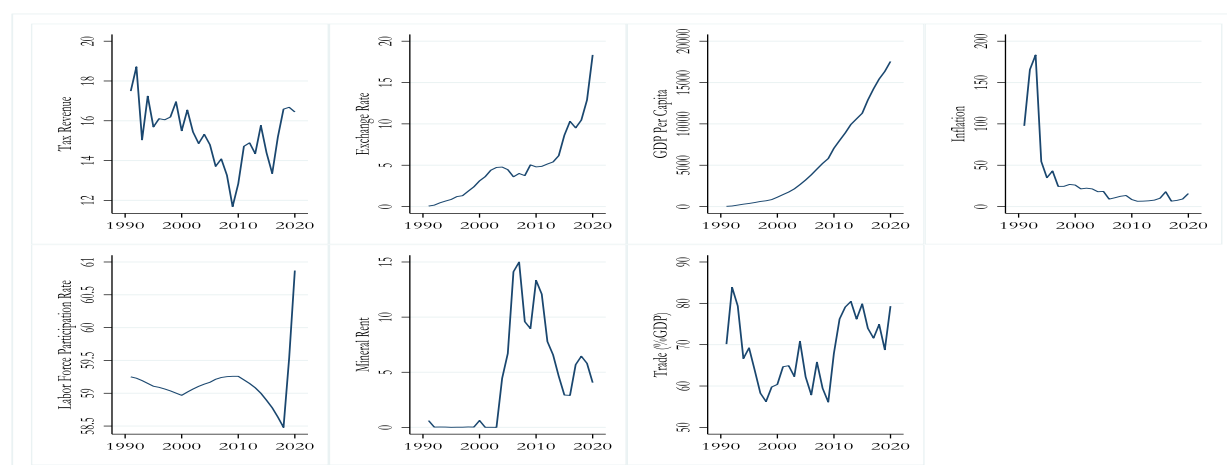 Tax Revenue
20
18
16
14
12
1990 2000 2010 2020
Exchange Rate
20
15
10
5
0
1990 2000 2010 2020
GDP Per Capita
20000
15000
10000
5000
0
1990 2000 2010 2020
Inflation
200
150
100
50
0
1990 2000 2010 2020
Labor Force Participation Rate
61
60.5
60
59.5
59
58.5
1990 2000 2010 2020
Mineral Rent
15
10
5
0
1990 2000 2010 2020
Trade (%GDP)
90
80
70
60
50
1990 2000 2010 2020